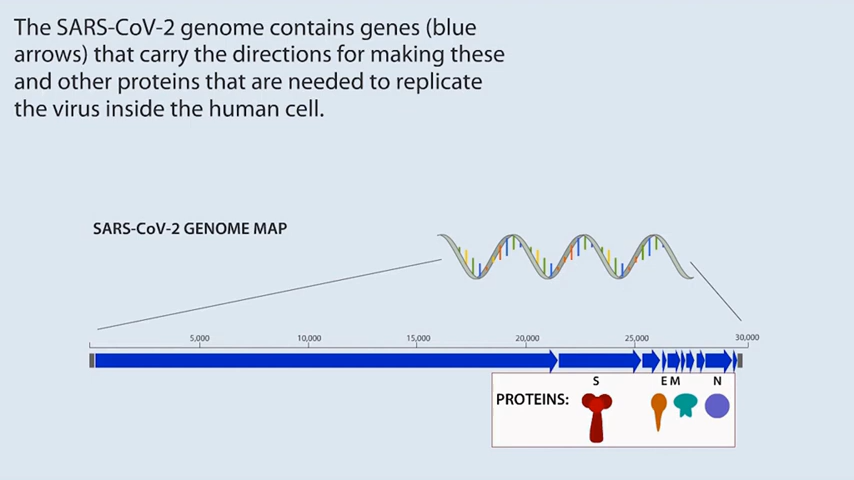 The SARS-CoV-2 genome contains genes (blue
arrows) that carry the directions for making these
and other proteins that are needed to replicate
the virus inside the human cell.
SARS-CoV-2 GENOME MAP
5,000 10,000 15,000 20,000 25,000 30,000
S E M N
PROTEINS: